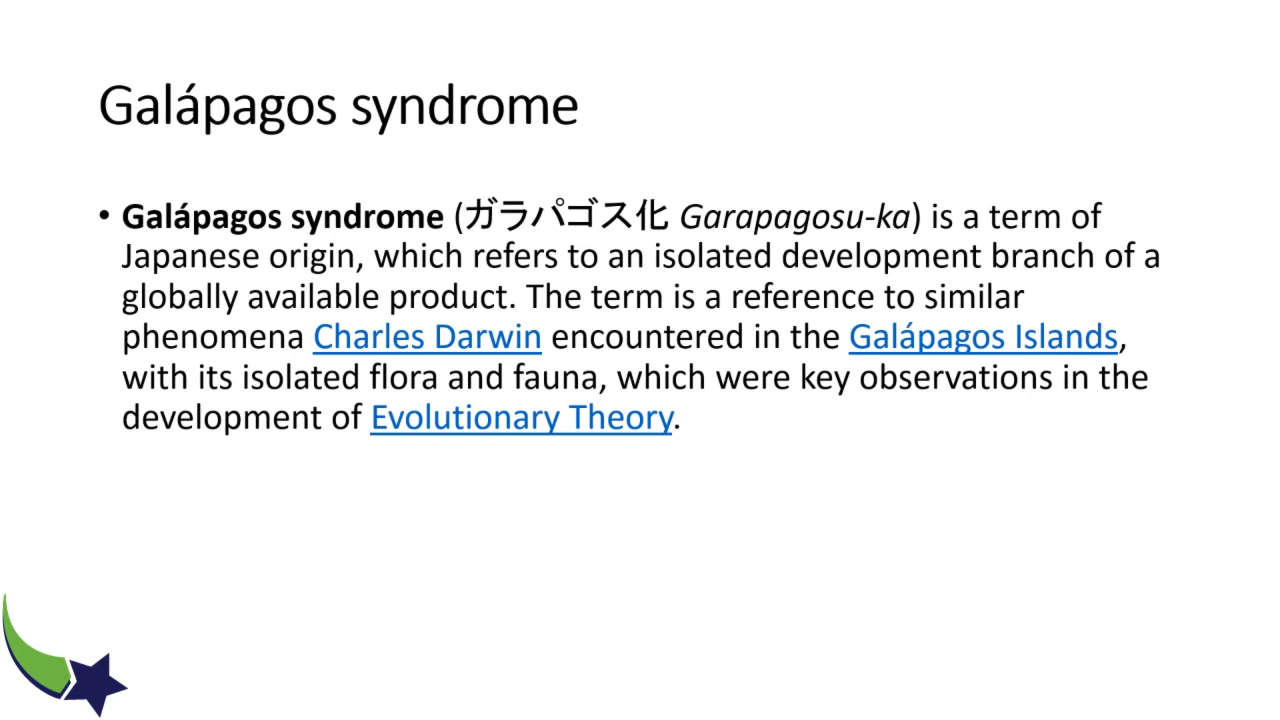 Galápagos syndrome
• Galápagos syndrome (ガラパゴス化 Garapagosu-ka) is a term of
Japanese origin, which refers to an isolated development branch of a
globally available product. The term is a reference to similar
phenomena Charles Darwin encountered in the Galápagos Islands,
with its isolated flora and fauna, which were key observations in the
development of Evolutionary Theory.